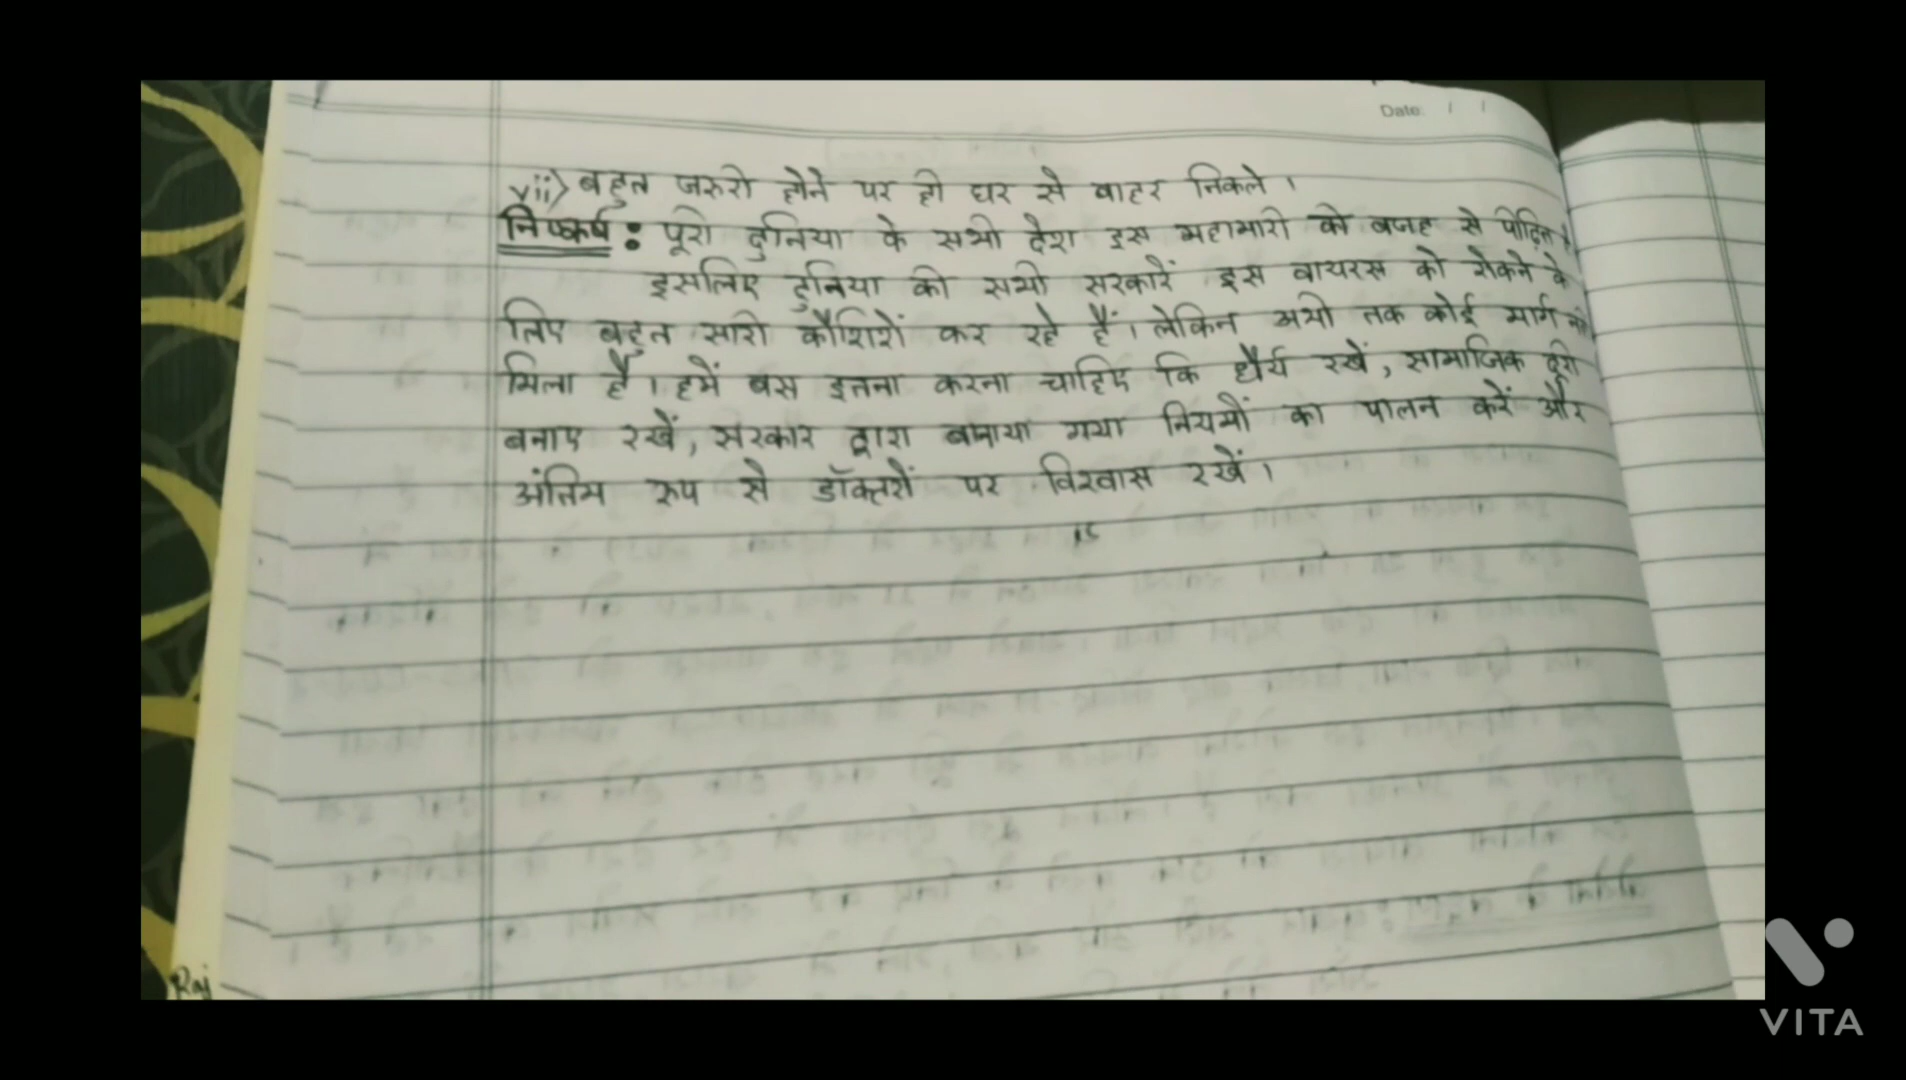 Date: / /
vii) बहुत जरुरी होने पर ही घर से बाहर निकले ।
निष्कर्ष : पूरी दुनिया के सभी देश इस महामारी की वजह से पीड़ित है
इसलिए दुनिया की सभी सरकारें इस वायरस को रोकने के
लिए बहुत सारी कौशिशें कर रहे हैं । लेकिन अभी तक कोई मार्ग नही
मिला है । हमें बस इतना करना चाहिए कि धैर्य रखें, सामाजिक दूरी
बनाए रखें, सरकार द्वारा बनाया गया नियमों का पालन करें और
अंतिम रुप से डॉक्टरों पर विश्वास रखें ।
Raj
VITA